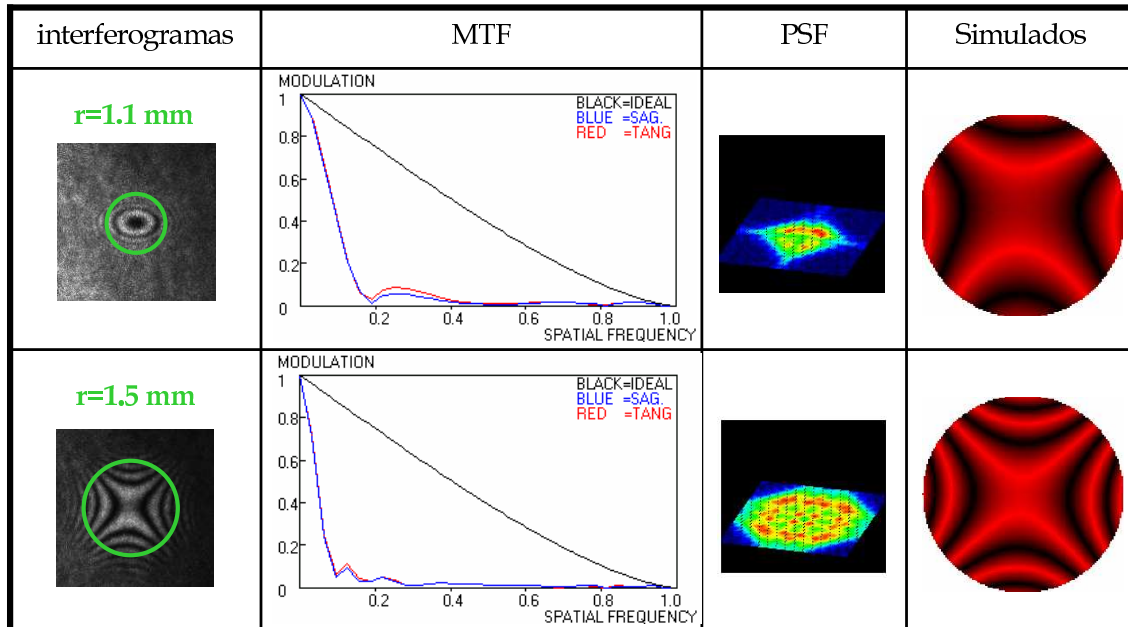 interferogramas
MTF
PSF
Simulados
r=1.1 mm
MODULATION
BLACK=IDEAL
BLUE =SAG.
RED =TANG
1
0.8
0.6
0.4
0.2
0
0.2 0.4 0.6 0.8 1.0
SPATIAL FREQUENCY
r=1.5 mm
MODULATION
BLACK=IDEAL
BLUE =SAG.
RED =TANG
1
0.8
0.6
0.4
0.2
0
0.2 0.4 0.6 0.8 1.0
SPATIAL FREQUENCY